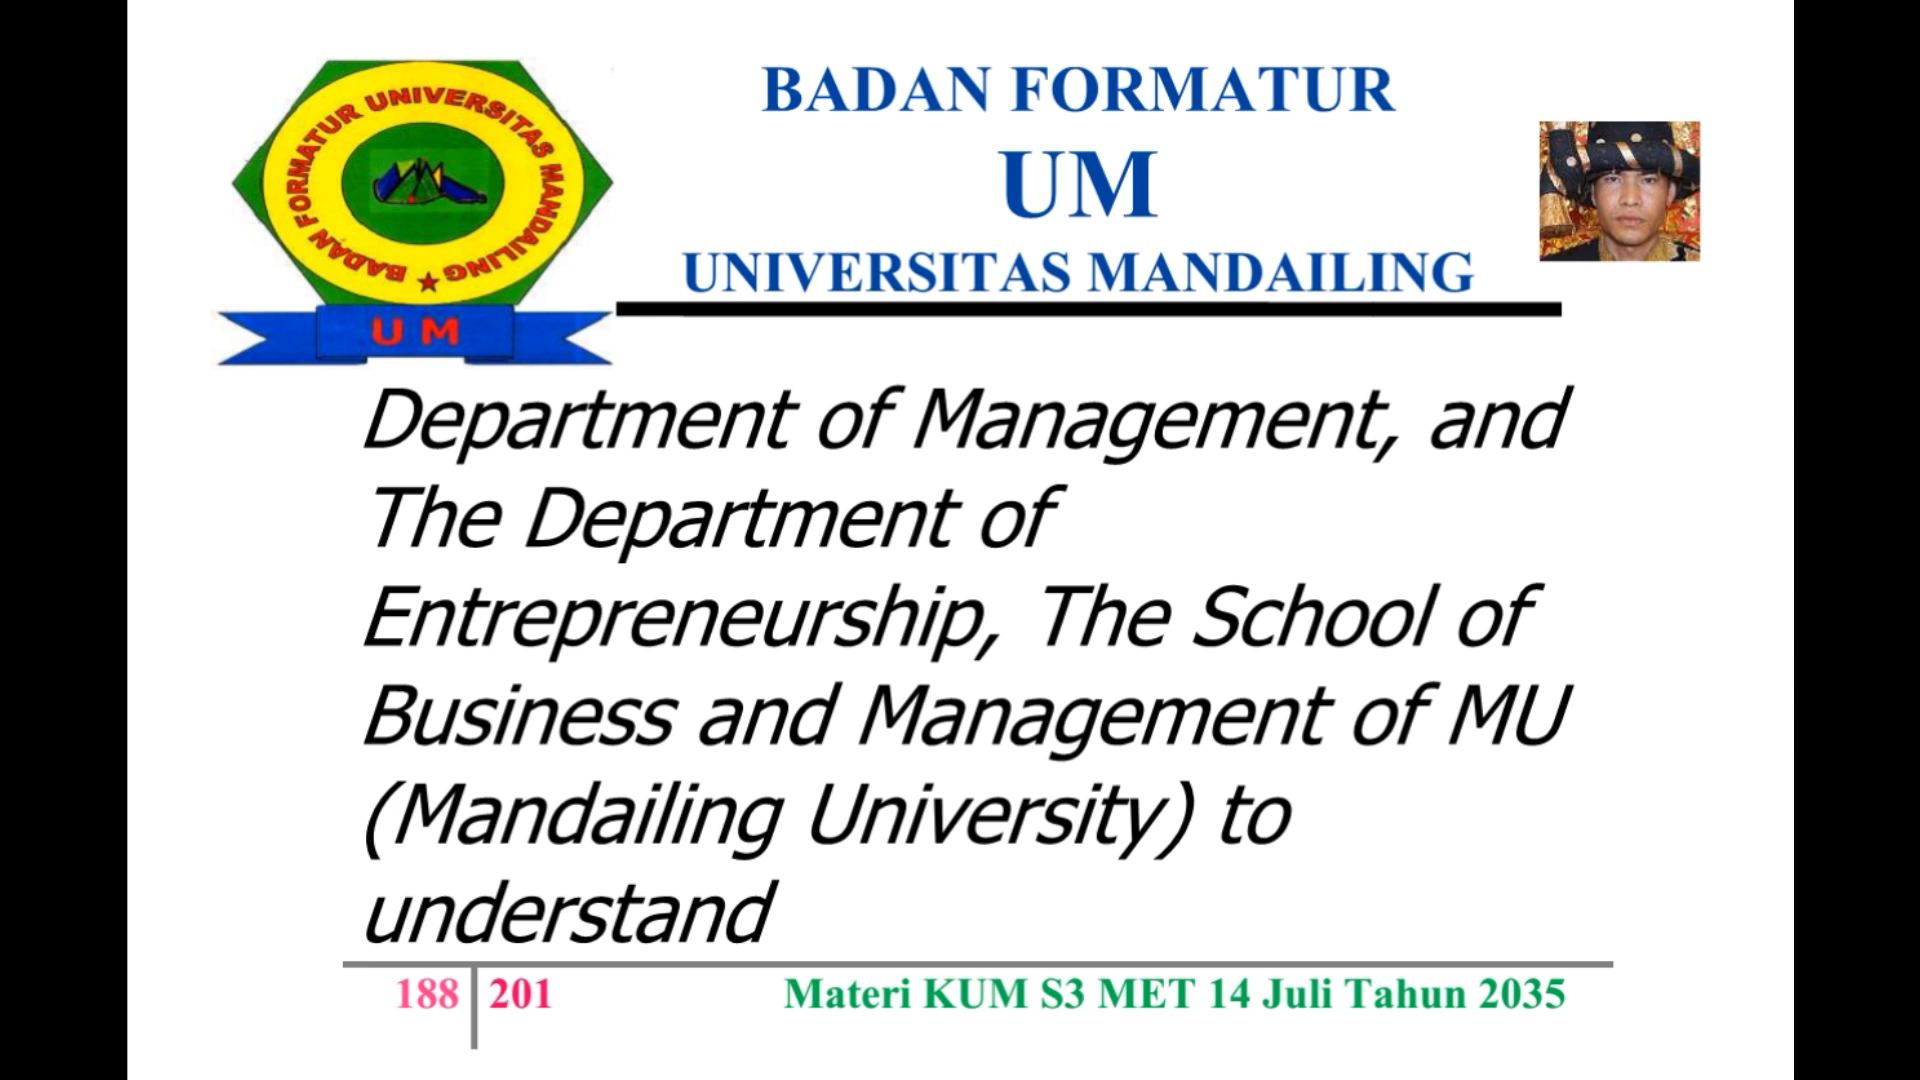 BADAN FORMATUR UNIVERSITAS MANDAILING
U M
BADAN FORMATUR
UM
UNIVERSITAS MANDAILING
Department of Management, and
The Department of
Entrepreneurship, The School of
Business and Management of MU
(Mandailing University) to
understand
188 201 Materi KUM S3 MET 14 Juli Tahun 2035